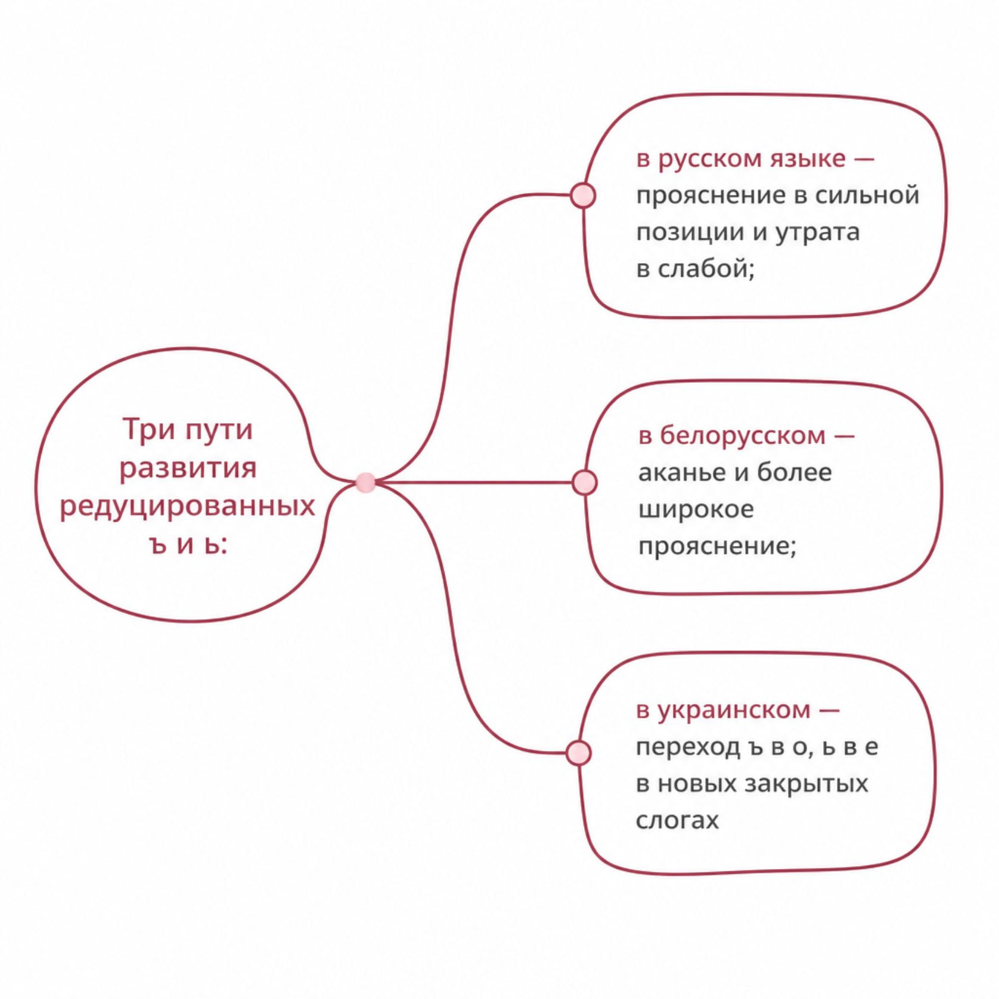 Три пути
развития
редуцированных
ъ и ь:
в русском языке —
прояснение в сильной
позиции и утрата
в слабой;
в белорусском —
аканье и более
широкое
прояснение;
в украинском —
переход ъ в о, ь в е
в новых закрытых
слогах